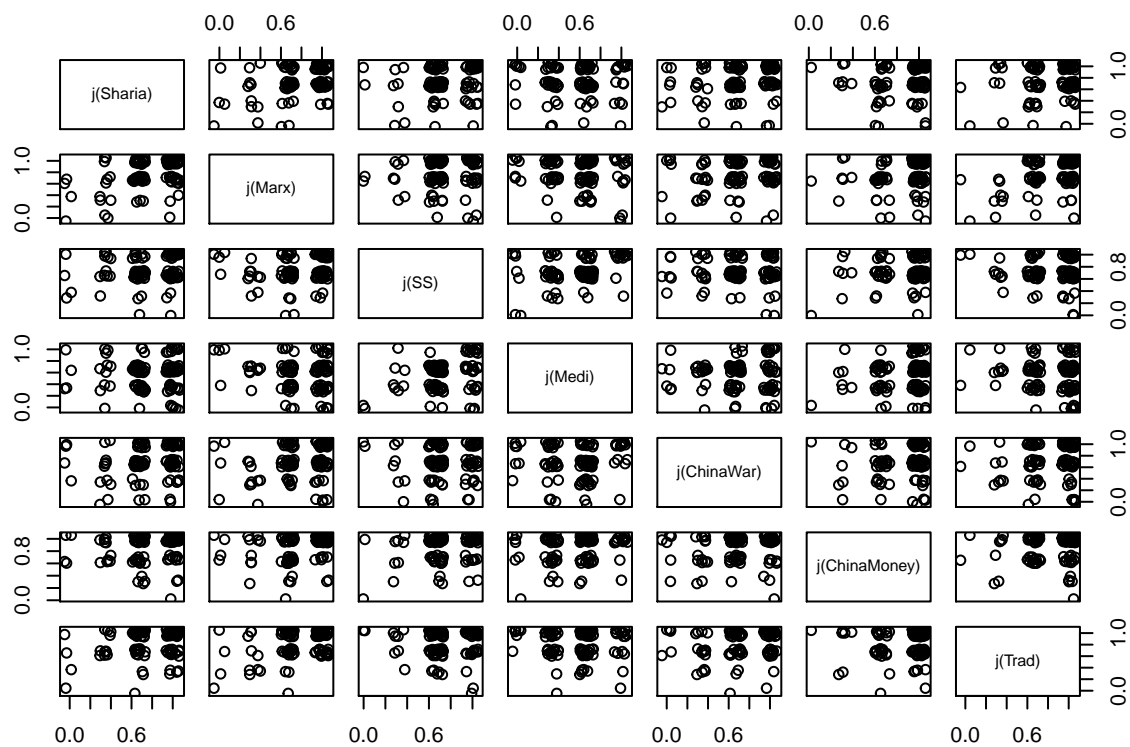 0.0 0.6 0.0 0.6 0.0 0.6
j(Sharia) 0.0 1.0
0.0 1.0 j(Marx)
j(SS) 0.0 0.8
0.0 1.0 j(Medi)
j(ChinaWar) 0.0 1.0
0.0 0.8 j(ChinaMoney)
j(Trad) 0.0 1.0
0.0 0.6 0.0 0.6 0.0 0.6 0.0 0.6